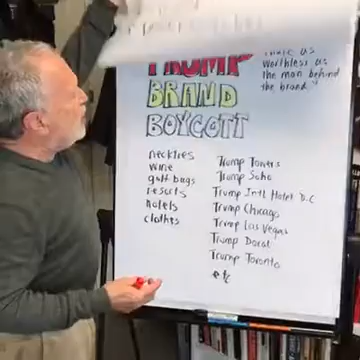 TRUMP
BRAND
BOYCOTT
as
worthless as
the man behind
the brand"
neckties
wine
golf bags
resorts
hotels
clothes
Trump Towers
Trump Soho
Trump Int'l Hotel D.C
Trump Chicago
Trump Las Vegas
Trump Doral
Trump Toronto
etc